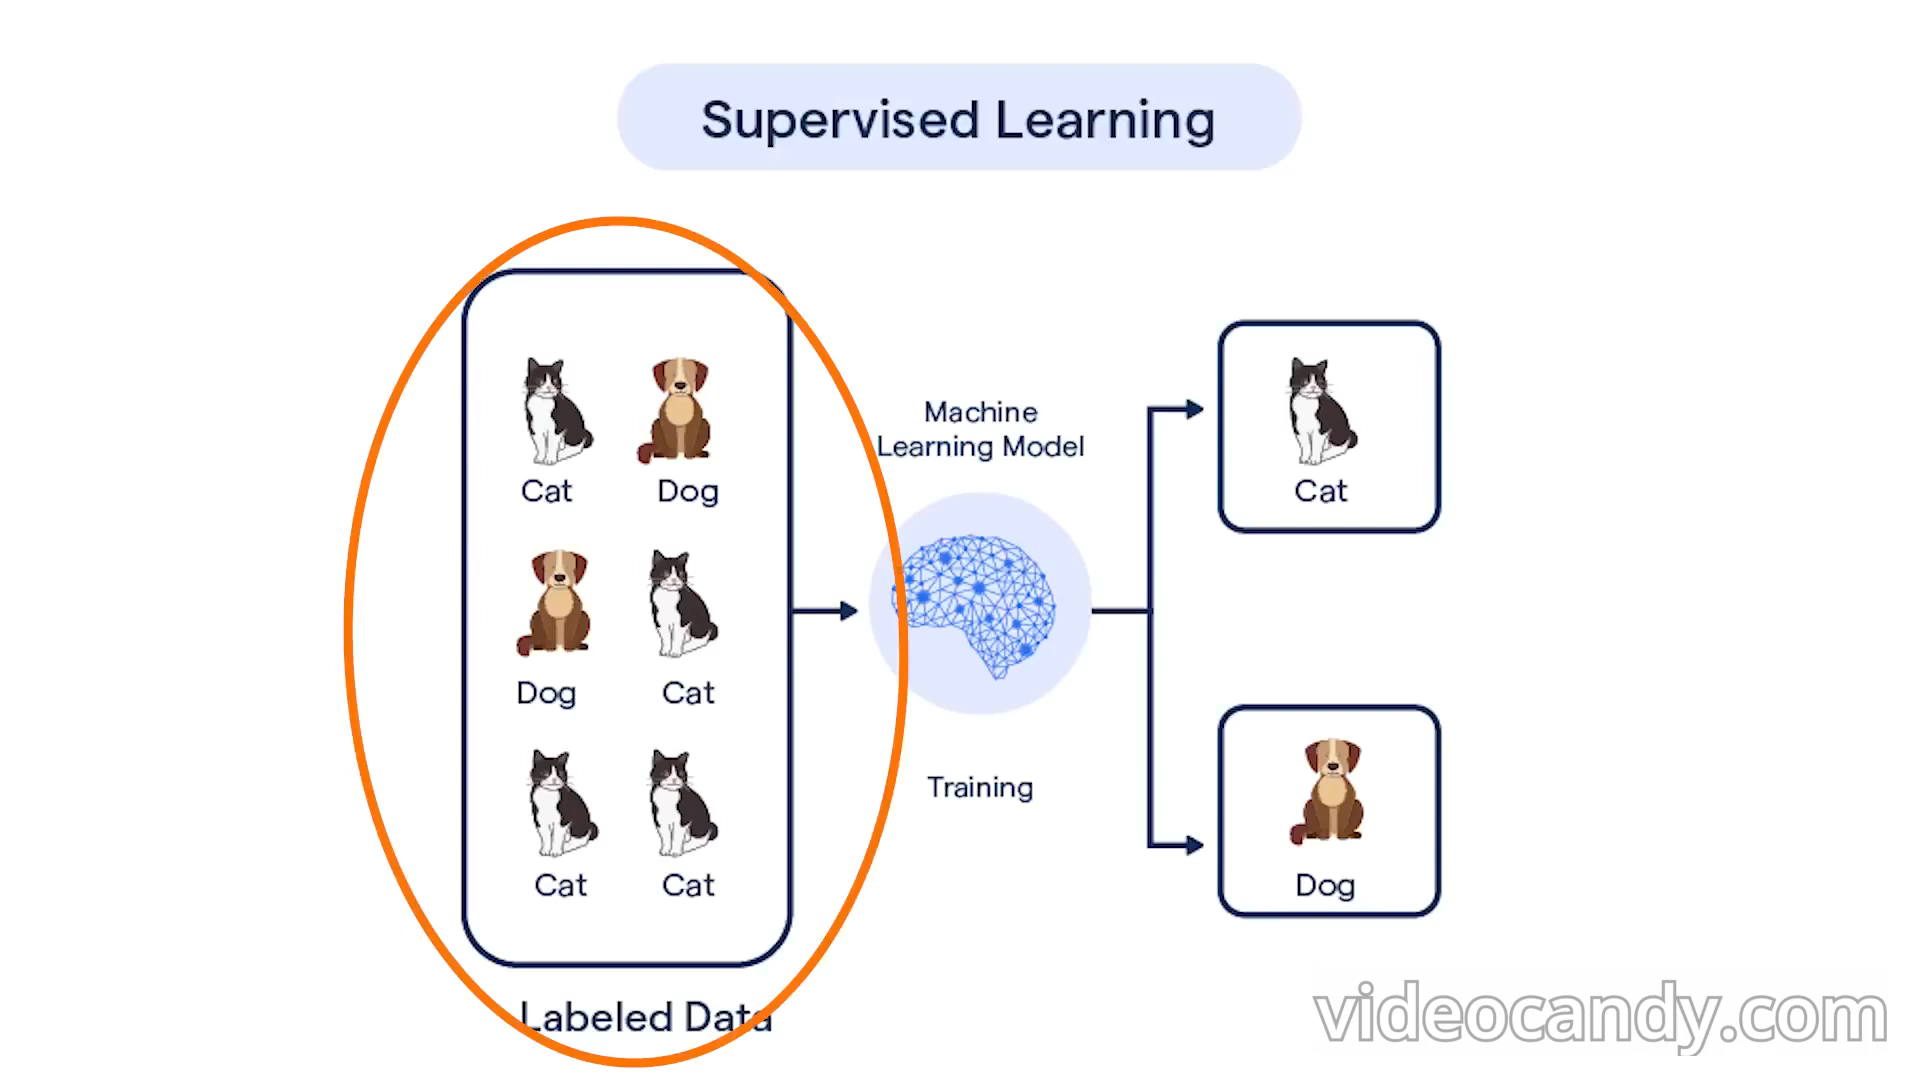 Supervised Learning
Cat Dog
Dog Cat
Cat Cat
Labeled Data
Machine
Learning Model
Training
Cat
Dog
videocandy.com